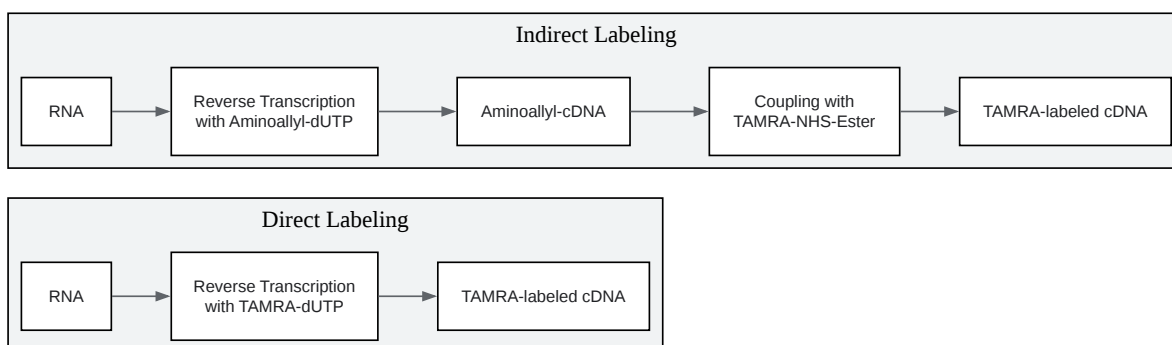 Indirect Labeling
RNA
Reverse Transcription
with Aminoallyl-dUTP
Aminoallyl-cDNA
Coupling with
TAMRA-NHS-Ester
TAMRA-labeled cDNA
Direct Labeling
RNA
Reverse Transcription
with TAMRA-dUTP
TAMRA-labeled cDNA